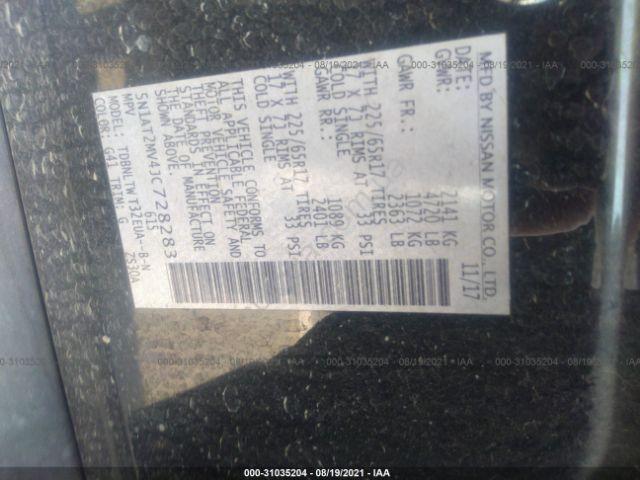 MFD BY NISSAN MOTOR CO., LTD.
DATE: 11/17
GVWR: 2141 KG
4720 LB
GAWR FR: 1072 KG
2363 LB
WITH 225/65R17 TIRES
17 X 7J RIMS AT 33 PSI
COLD SINGLE
GAWR RR: 1089 KG
2401 LB
WITH 225/65R17 TIRES
17 X 7J RIMS AT 33 PSI
COLD SINGLE
THIS VEHICLE CONFORMS TO
ALL APPLICABLE FEDERAL
MOTOR VEHICLE SAFETY AND
THEFT PREVENTION
STANDARDS IN EFFECT ON
THE DATE OF MANUFACTURE
SHOWN ABOVE.
5N1AT2MV4JC728283
MPV 615
MODEL: TDBNLTWT32EUA--B-N
COLOR: G41 TRIM: G 2S30A
000-31035204 - 08/19/2021 - IAA